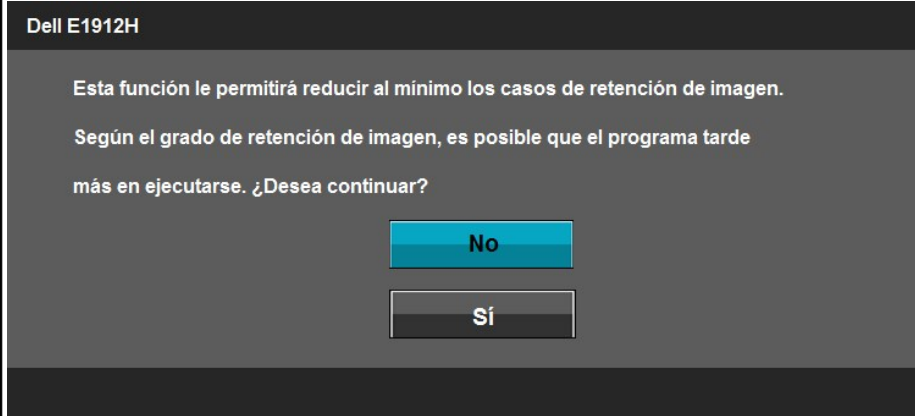 Dell E1912H
Esta función le permitirá reducir al mínimo los casos de retención de imagen.
Según el grado de retención de imagen, es posible que el programa tarde
más en ejecutarse. ¿Desea continuar?
No
Sí